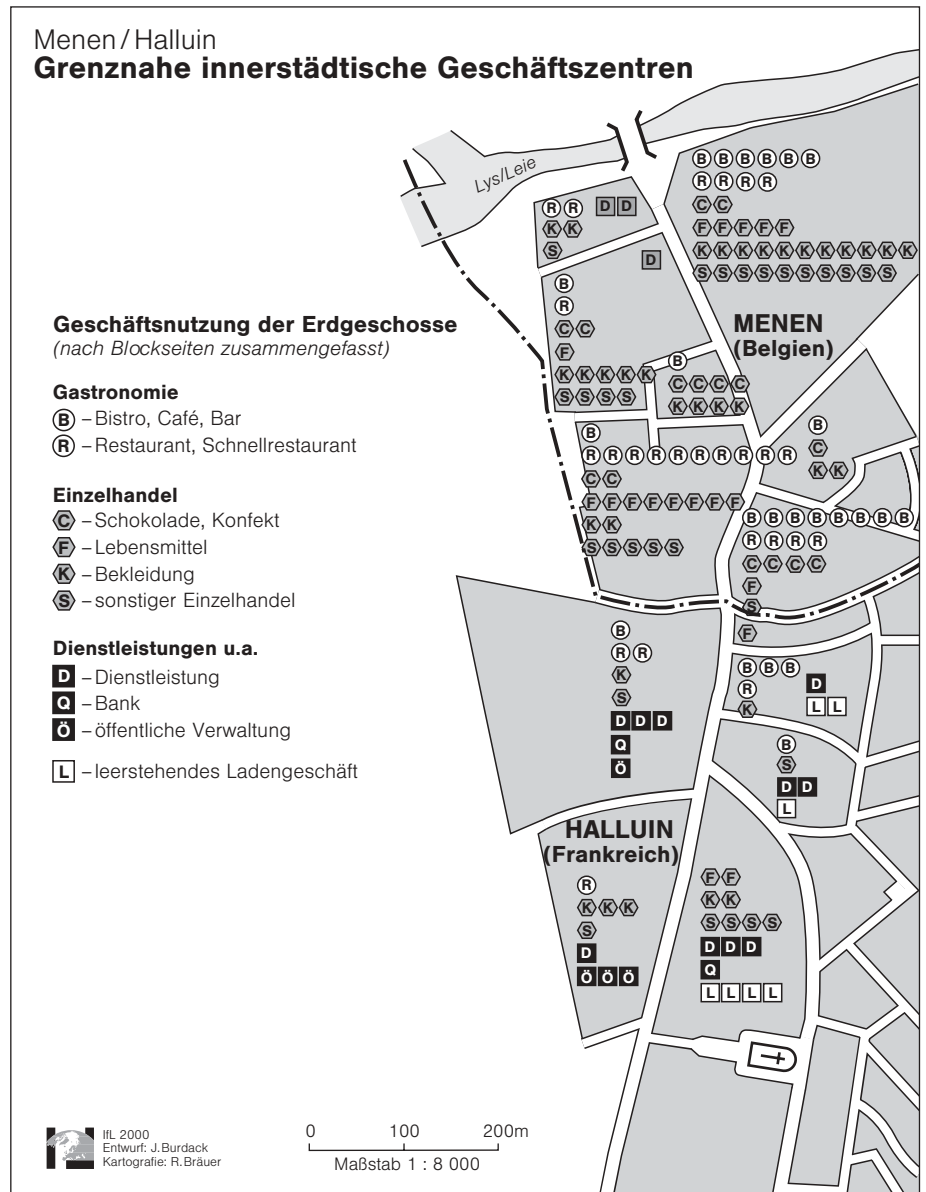 Menen / Halluin
Grenznahe innerstädtische Geschäftszentren
Lys/Leie
B B B B B B
R R R R
C C
F F F F F
K K K K K K K K K K K
S S S S S S S S S S
R R D D
K K
S
D
MENEN
(Belgien)
B
R
C C
F
K K K K K
S S S S
B
C C C C
K K K K
B
C
K K
B
R R R R R R R R R R
C C
F F F F F F F
K K
S S S S S
B B B B B B B B
R R R R
C C C C
F
S
Geschäftsnutzung der Erdgeschosse
(nach Blockseiten zusammengefasst)
Gastronomie
B – Bistro, Café, Bar
R – Restaurant, Schnellrestaurant
Einzelhandel
C – Schokolade, Konfekt
F – Lebensmittel
K – Bekleidung
S – sonstiger Einzelhandel
Dienstleistungen u.a.
D – Dienstleistung
Q – Bank
Ö – öffentliche Verwaltung
L – leerstehendes Ladengeschäft
F
B
R R
K
S
D D D
Q
Ö
B B B
R
K
D
L L
B
S
D D
L
HALLUIN
(Frankreich)
R
K K K
S
D
Ö Ö Ö
F F
K K
S S S S
D D D
Q
L L L L
IfL 2000
Entwurf: J. Burdack
Kartografie: R. Bräuer
0 100 200m
Maßstab 1 : 8 000